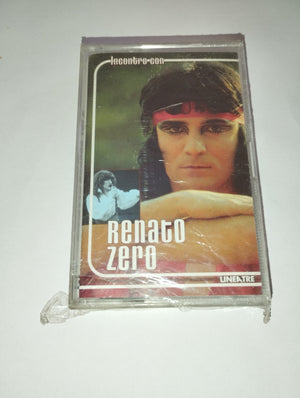 Incontro con
Renato
zero
LINEATRE